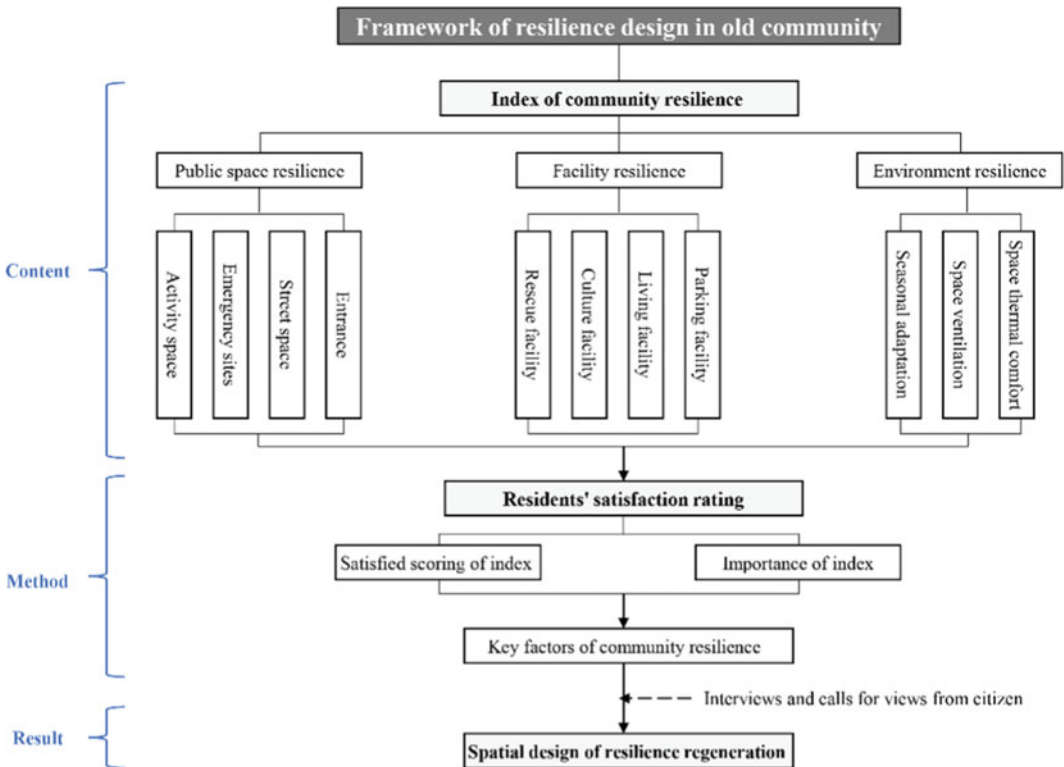 Framework of resilience design in old community
Index of community resilience
Public space resilience
Facility resilience
Environment resilience
Content
Activity space
Emergency sites
Street space
Entrance
Rescue facility
Culture facility
Living facility
Parking facility
Seasonal adaptation
Space ventilation
Space thermal comfort
Residents' satisfaction rating
Method
Satisfied scoring of index
Importance of index
Key factors of community resilience
Interviews and calls for views from citizen
Result
Spatial design of resilience regeneration